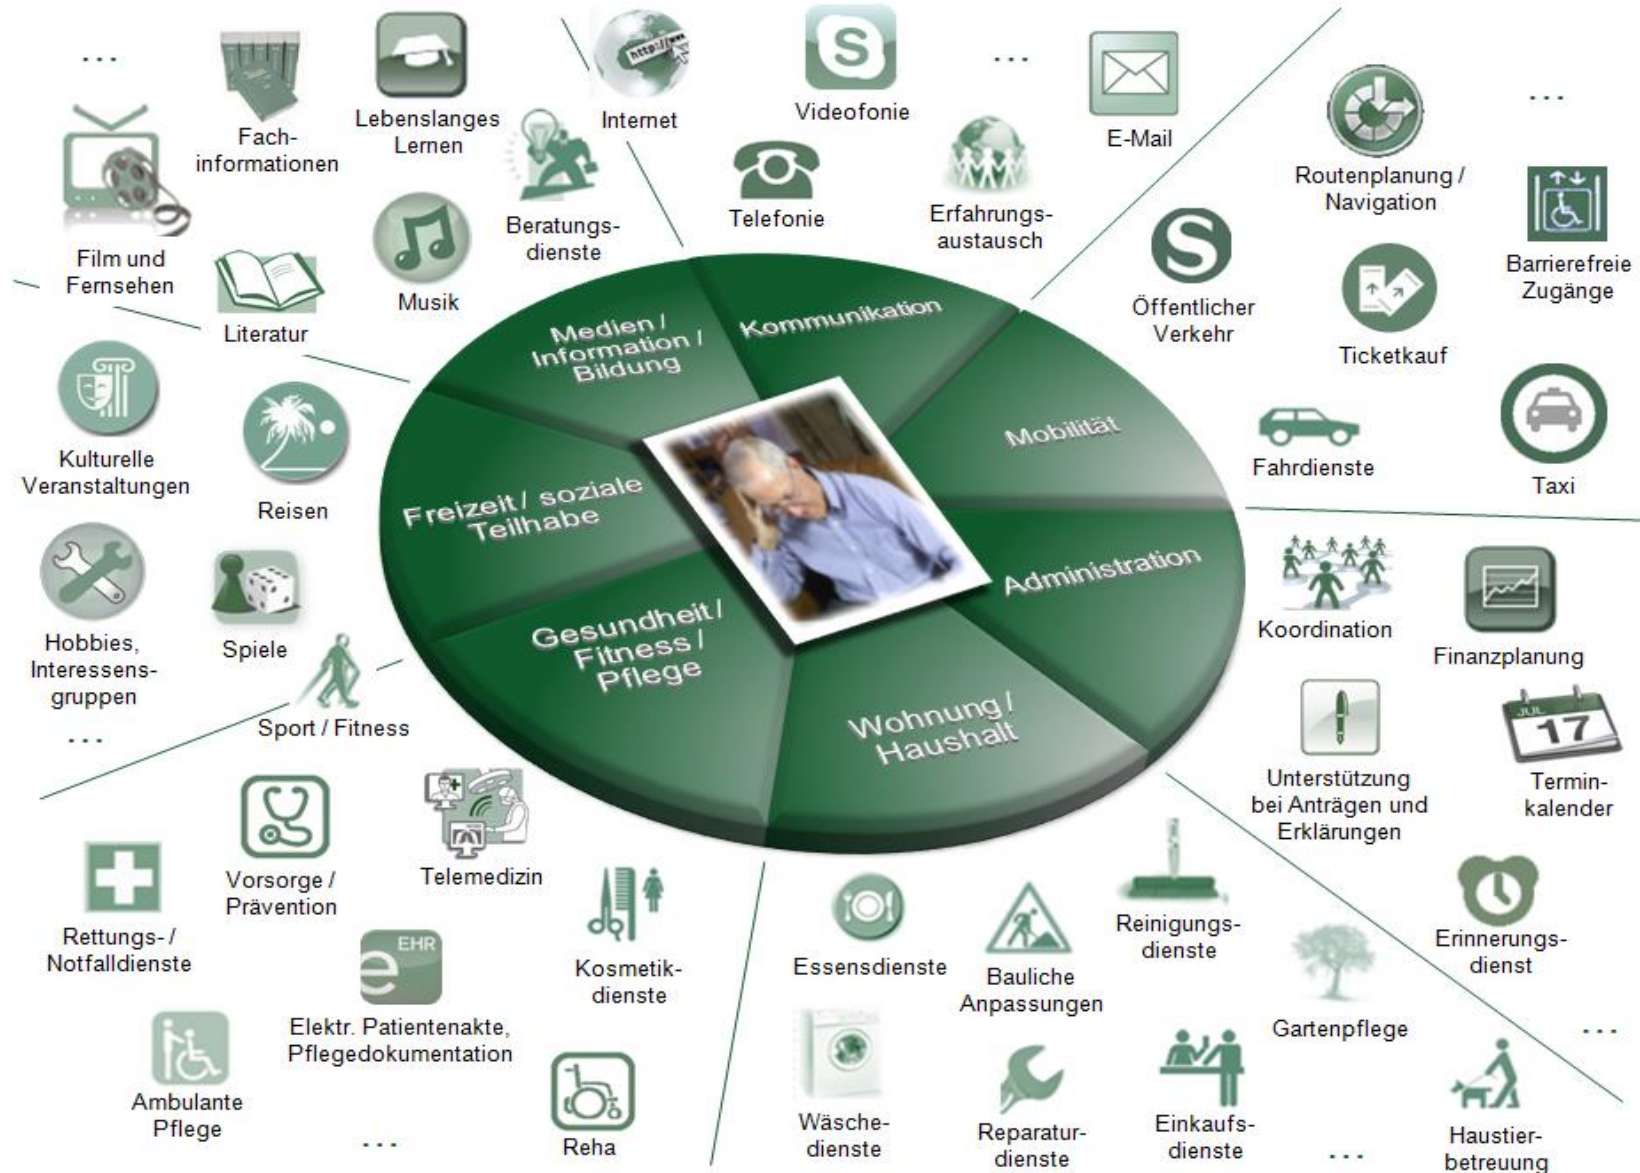 ...
Fach-
informationen
Lebenslanges
Lernen
Film und
Fernsehen
Literatur
Musik
Beratungs-
dienste
http://www
Internet
S
Videofonie
...
E-Mail
Telefonie
Erfahrungs-
austausch
Routenplanung /
Navigation
...
Barrierefreie
Zugänge
S
Öffentlicher
Verkehr
Ticketkauf
Fahrdienste
Taxi
Medien /
Information /
Bildung
Kommunikation
Mobilität
Administration
Wohnung /
Haushalt
Gesundheit /
Fitness /
Pflege
Freizeit / soziale
Teilhabe
Kulturelle
Veranstaltungen
Reisen
Hobbies,
Interessens-
gruppen
Spiele
Sport / Fitness
...
Koordination
Finanzplanung
Unterstützung
bei Anträgen und
Erklärungen
JUL
17
Termin-
kalender
Erinnerungs-
dienst
...
Rettungs- /
Notfalldienste
Vorsorge /
Prävention
Telemedizin
Kosmetik-
dienste
e EHR
Elektr. Patientenakte,
Pflegedokumentation
Ambulante
Pflege
...
Reha
Essensdienste
Bauliche
Anpassungen
Reinigungs-
dienste
Gartenpflege
Wäsche-
dienste
Reparatur-
dienste
Einkaufs-
dienste
...
Haustier-
betreuung